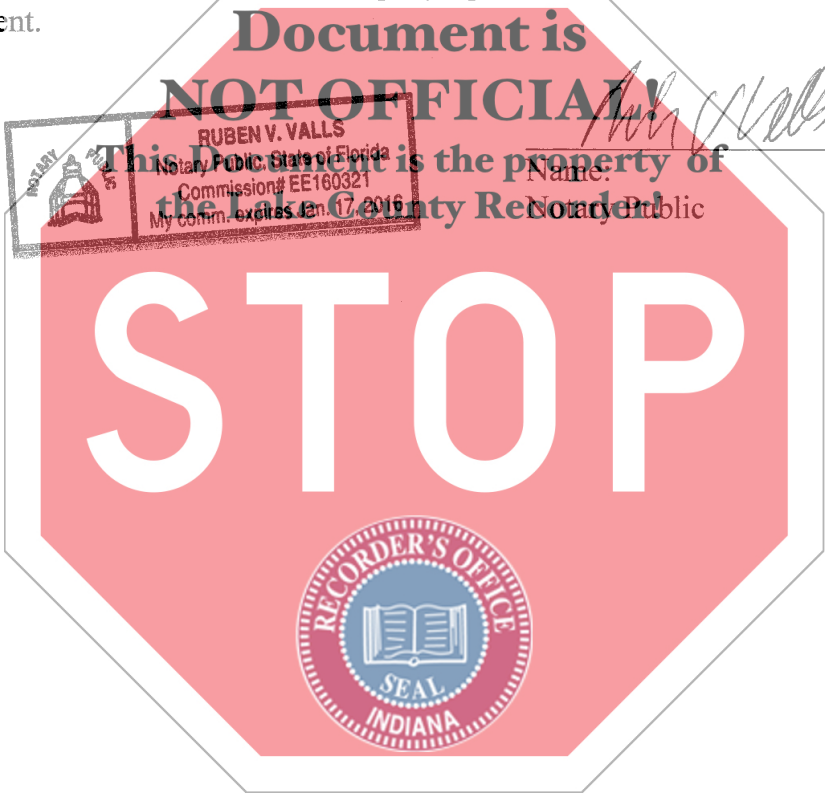 ent.
Document is
NOT OFFICIAL!
This Document is the property of
the Lake County Recorder!
NOTARY PUBLIC
RUBEN V. VALLS
Notary Public, State of Florida
Commission# EE160321
My comm. expires Jan. 17, 2016
Name:
Notary Public
STOP
RECORDER'S OFFICE
SEAL
INDIANA